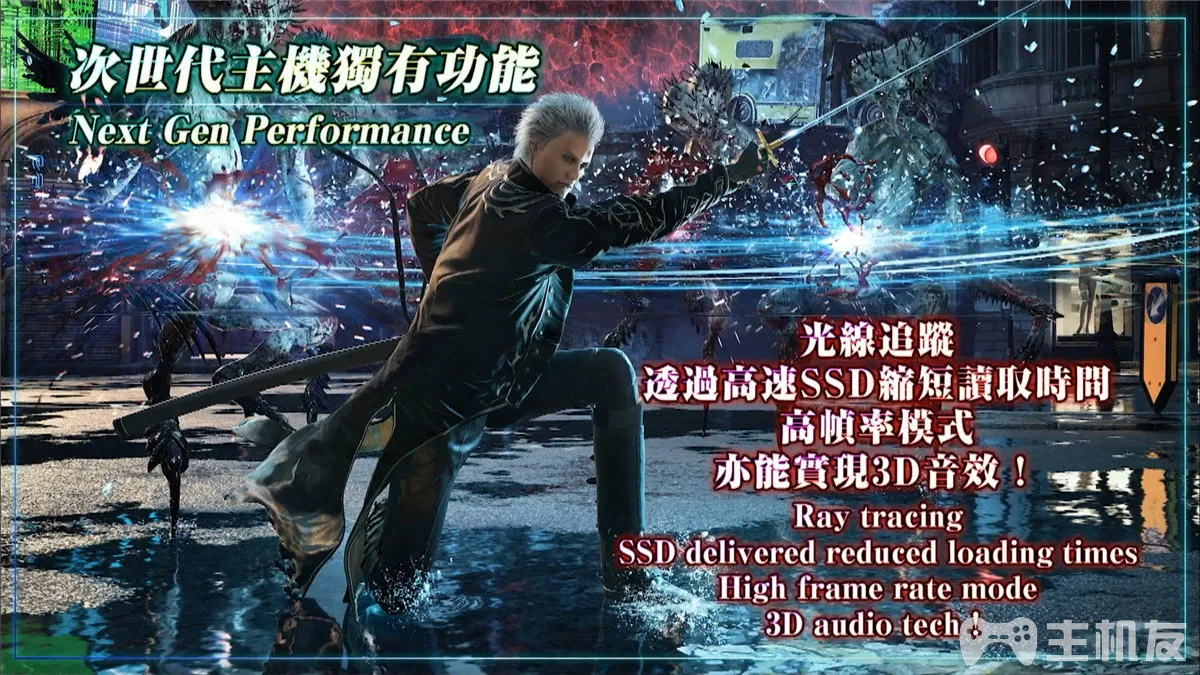 次世代主機獨有功能
Next Gen Performance
光線追蹤
透過高速SSD縮短讀取時間
高幀率模式
亦能實現3D音效！
Ray tracing
SSD delivered reduced loading times
High frame rate mode
3D audio tech！
主机友